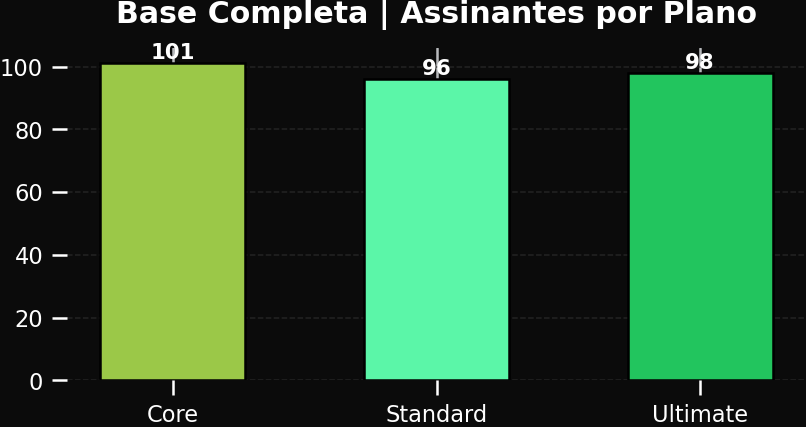 Base Completa | Assinantes por Plano
101
96
98
100
80
60
40
20
0
Core
Standard
Ultimate